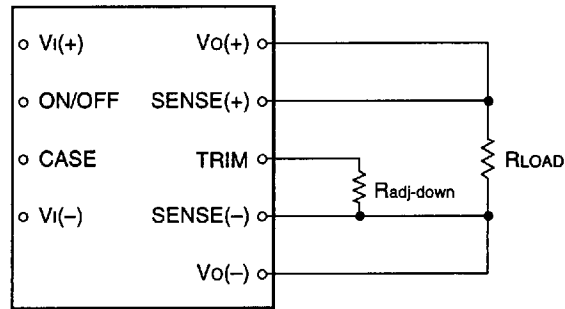 VI(+) VO(+)
ON/OFF SENSE(+)
CASE TRIM
RLOAD
Radj-down
VI(–) SENSE(–)
VO(–)